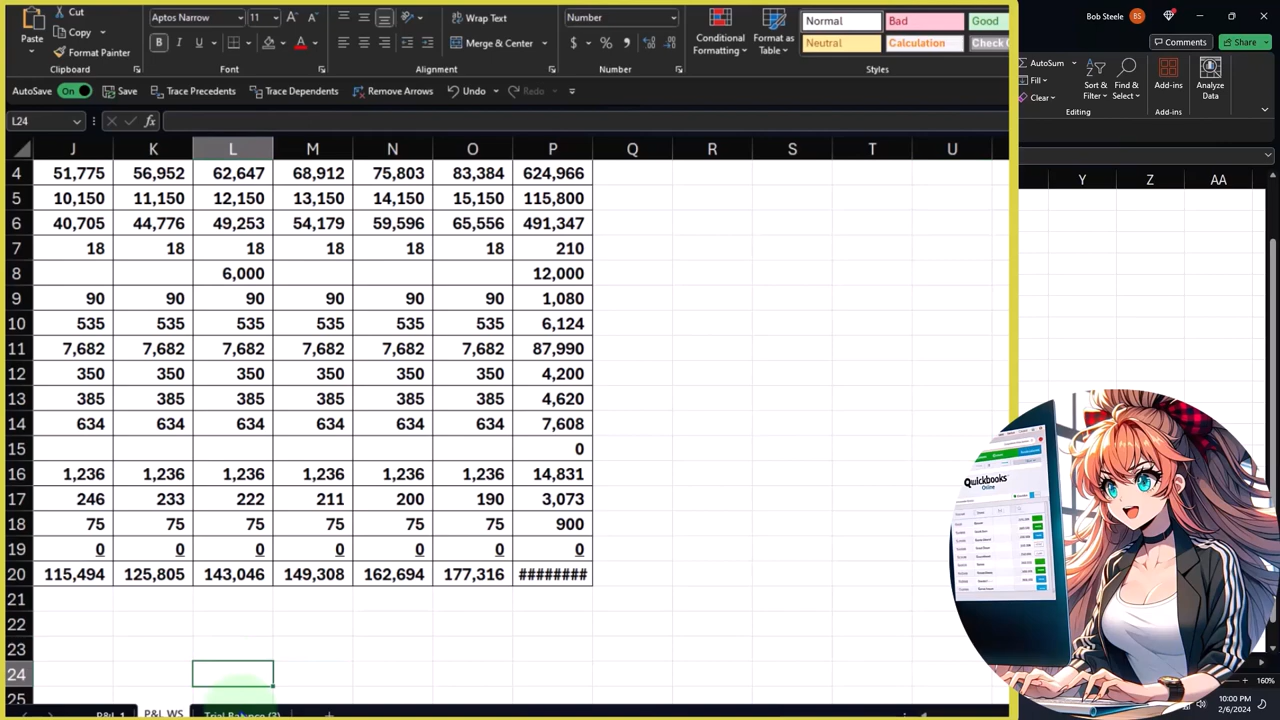 Bob Steele BS
Cut
Copy
Paste
Format Painter
Clipboard
Aptos Narrow 11
B I U
Font
Wrap Text
Merge & Center
Alignment
Number
$ % ,
Number
Conditional Formatting
Format as Table
Normal Bad Good
Neutral Calculation
Styles
Comments Share
AutoSum
Fill
Clear
Sort & Filter
Find & Select
Editing
Add-ins
Add-ins
Analyze Data
AutoSave On Save Trace Precedents Trace Dependents Remove Arrows Undo Redo
L24 fx
J K L M N O P Q R S T U Y Z AA
4 51,775 56,952 62,647 68,912 75,803 83,384 624,966
5 10,150 11,150 12,150 13,150 14,150 15,150 115,800
6 40,705 44,776 49,253 54,179 59,596 65,556 491,347
7 18 18 18 18 18 18 210
8 6,000 12,000
9 90 90 90 90 90 90 1,080
10 535 535 535 535 535 535 6,124
11 7,682 7,682 7,682 7,682 7,682 7,682 87,990
12 350 350 350 350 350 350 4,200
13 385 385 385 385 385 385 4,620
14 634 634 634 634 634 634 7,608
15 0
16 1,236 1,236 1,236 1,236 1,236 1,236 14,831
17 246 233 222 211 200 190 3,073
18 75 75 75 75 75 75 900
19 0 0 0 0 0 0 0
20 115,494 125,805 143,046 149,308 162,694 177,316 ########
21
22
23
24
25
P&L 1 P&L WS Trial Balance (3)
Quickbooks
Online
160%
10:00 PM
2/6/2024